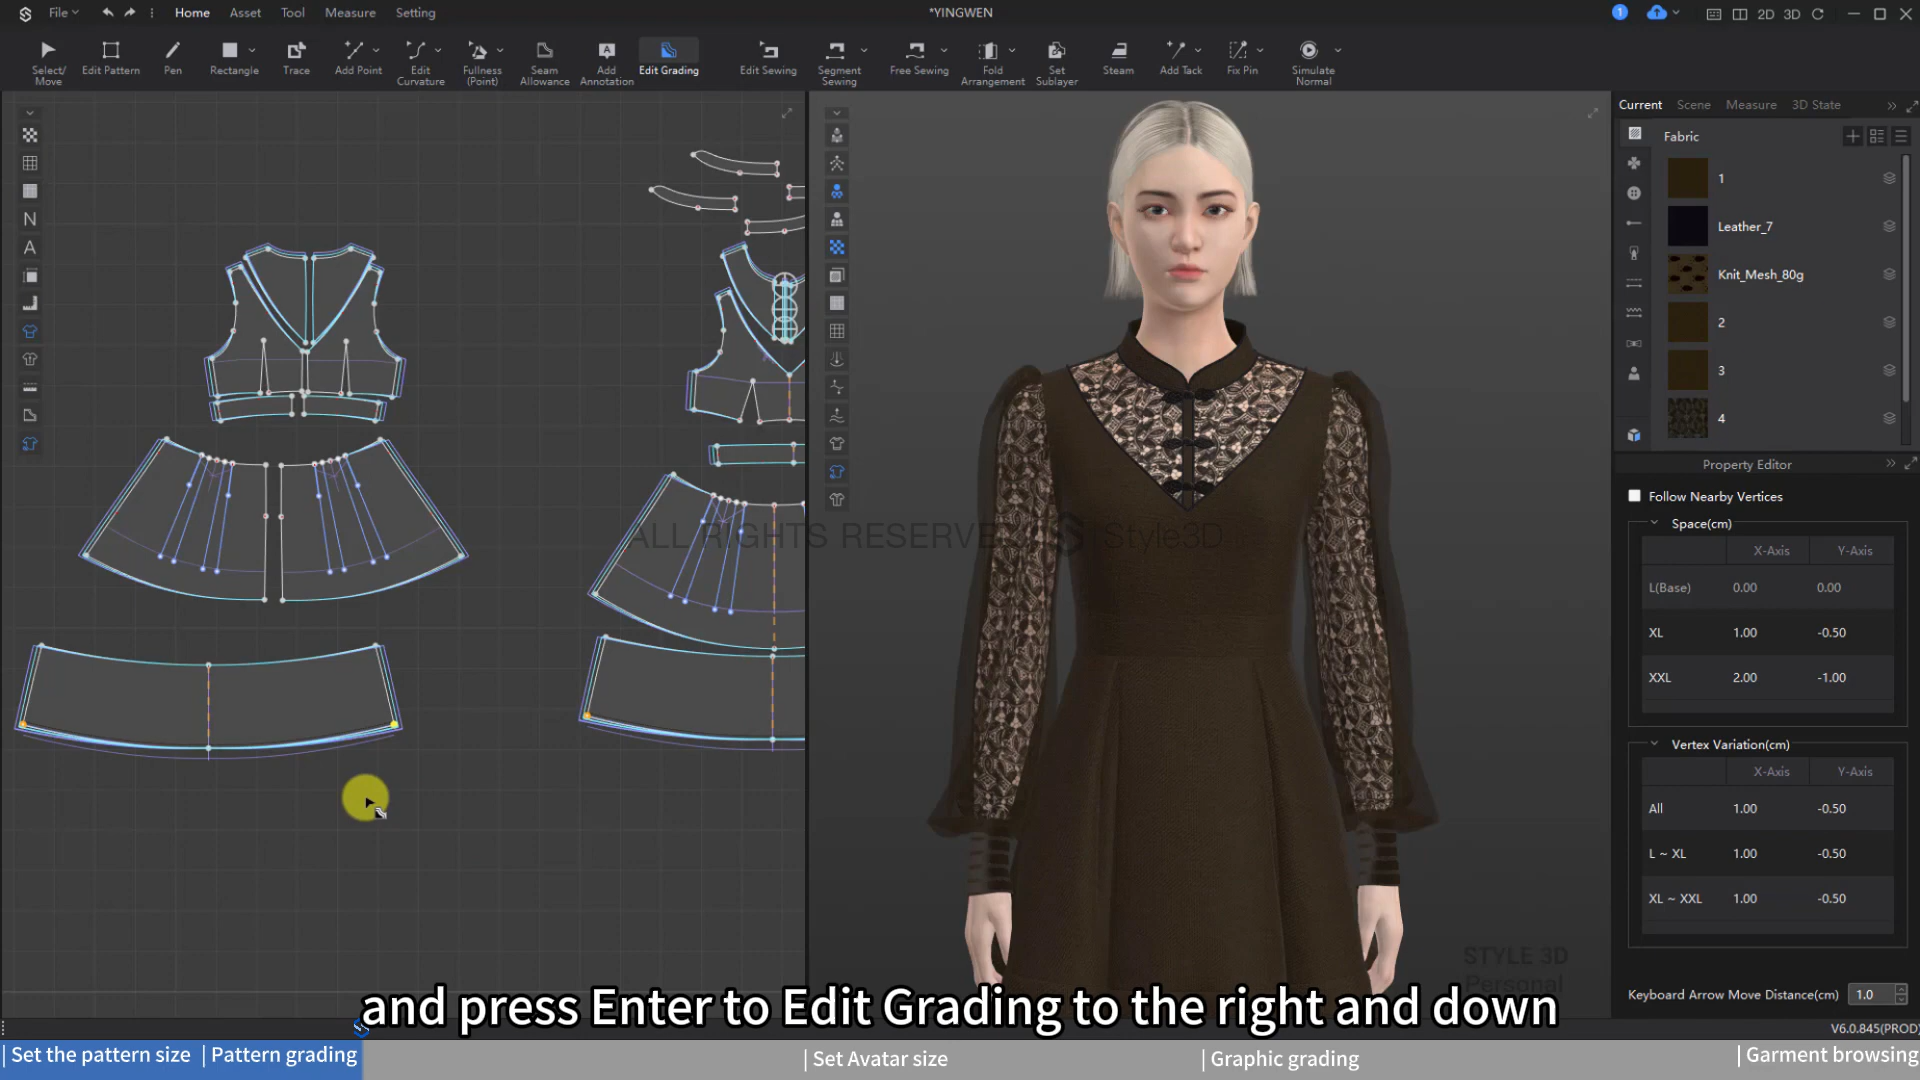 File
Home
Asset
Tool
Measure
Setting
*YINGWEN
1
2D
3D
Select/
Move
Edit Pattern
Pen
Rectangle
Trace
Add Point
Edit
Curvature
Fullness
(Point)
Seam
Allowance
Add
Annotation
Edit Grading
Edit Sewing
Segment
Sewing
Free Sewing
Fold
Arrangement
Set
Sublayer
Steam
Add Tack
Fix Pin
Simulate
Normal
Current
Scene
Measure
3D State
Fabric
1
Leather_7
Knit_Mesh_80g
2
3
4
Property Editor
Follow Nearby Vertices
Space(cm)
X-Axis Y-Axis
L(Base) 0.00 0.00
XL 1.00 -0.50
XXL 2.00 -1.00
Vertex Variation(cm)
X-Axis Y-Axis
All 1.00 -0.50
L ~ XL 1.00 -0.50
XL ~ XXL 1.00 -0.50
Keyboard Arrow Move Distance(cm) 1.0
V6.0.845(PROD)
ALL RIGHTS RESERVE Style3D
STYLE 3D
Personal
and press Enter to Edit Grading to the right and down
| Set the pattern size | Pattern grading | Set Avatar size | Graphic grading | Garment browsing